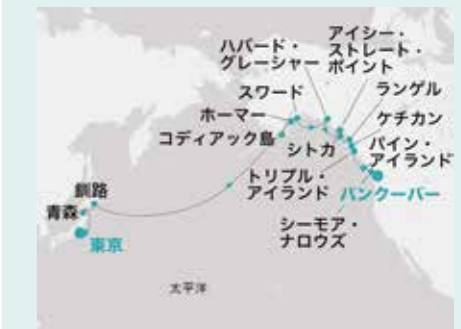 アイシー・
ストレート・
ポイント
ハバード・
グレーシャー
ランゲル
スワード
ケチカン
ホーマー
パイン・
アイランド
コディアック島
シトカ
トリプル・
アイランド
バンクーバー
釧路
青森
シーモア・
ナロウズ
東京
太平洋